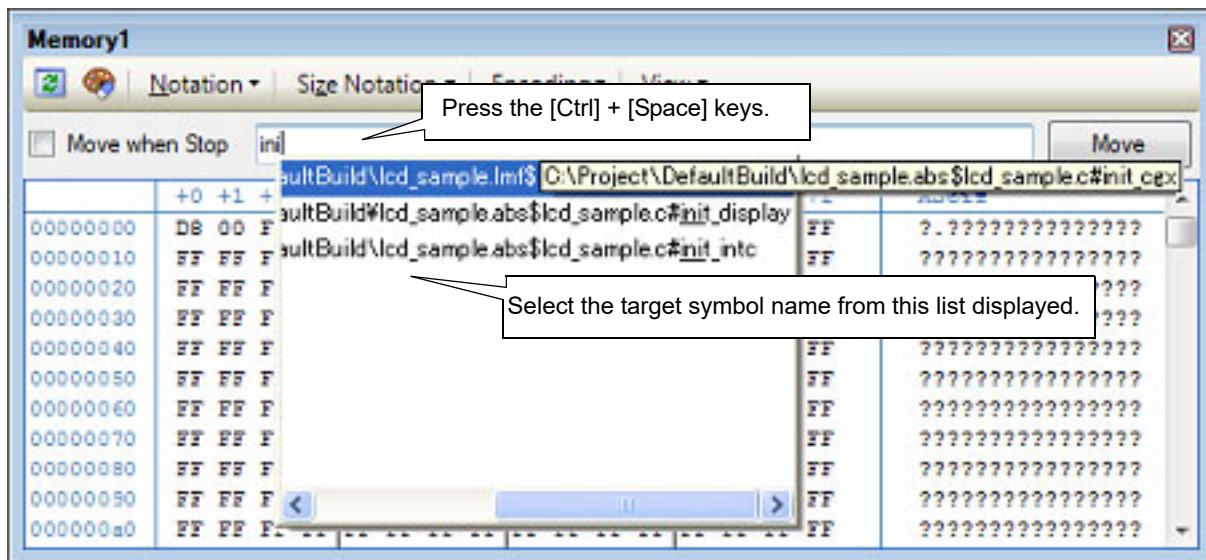 Memory1
Notation Size Notation
Press the [Ctrl] + [Space] keys.
Move when Stop ini Move
aultBuild\lcd_sample.lmf$ C:\Project\DefaultBuild\lcd_sample.abs$lcd_sample.c#init_cgx
+0 +1 +
aultBuild¥lcd_sample.abs$lcd_sample.c#init_display
aultBuild\lcd_sample.abs$lcd_sample.c#init_intc
Select the target symbol name from this list displayed.
00000000 D8 00 F FF ?.??????????????
00000010 FF FF F FF ????????????????
00000020 FF FF F ???
00000030 FF FF F ???
00000040 FF FF F FF ????????????????
00000050 FF FF F FF ????????????????
00000060 FF FF F FF ????????????????
00000070 FF FF F FF ????????????????
00000080 FF FF F FF ????????????????
00000090 FF FF F FF ????????????????
000000a0 FF FF F FF ????????????????